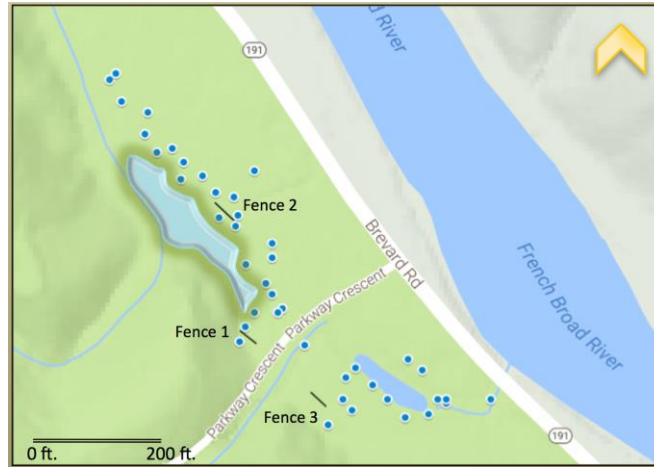 d River
191
Fence 2
Brevard Rd
French Broad River
Parkway Crescent
Fence 1
Parkway Crescent
Fence 3
191
0 ft.
200 ft.